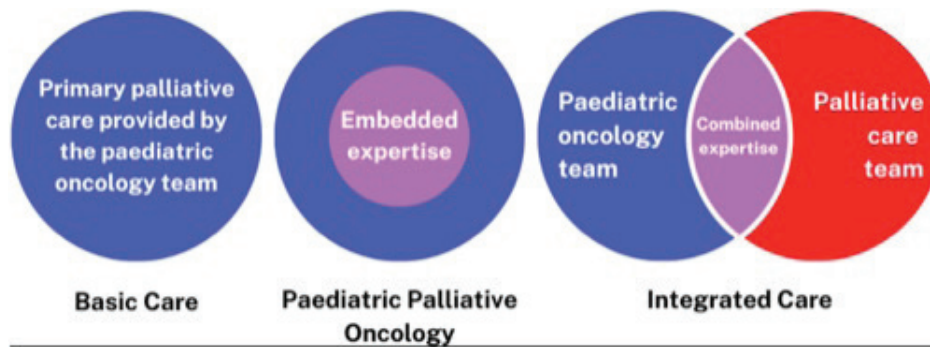 Primary palliative
care provided by
the paediatric
oncology team
Embedded
expertise
Paediatric
oncology
team
Combined
expertise
Palliative
care
team
Basic Care
Paediatric Palliative
Oncology
Integrated Care